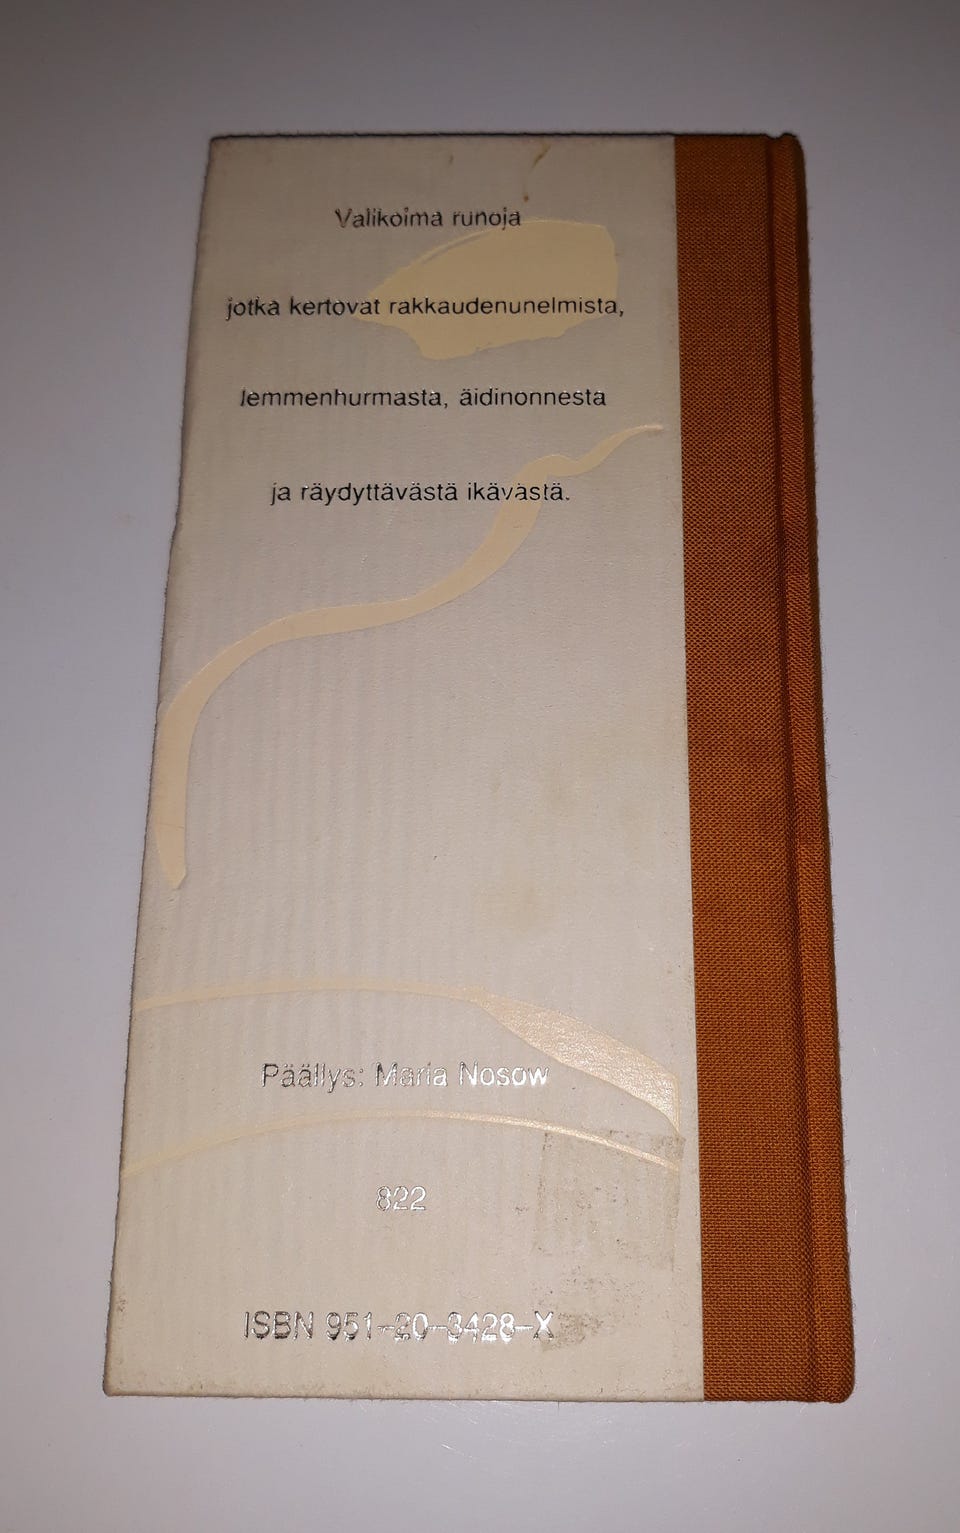 Valikoima runoja
jotka kertovat rakkaudenunelmista,
lemmenhurmasta, äidinonnesta
ja räydyttävästä ikävästä.
Päällys: Maria Nosow
822
ISBN 951-20-3428-X